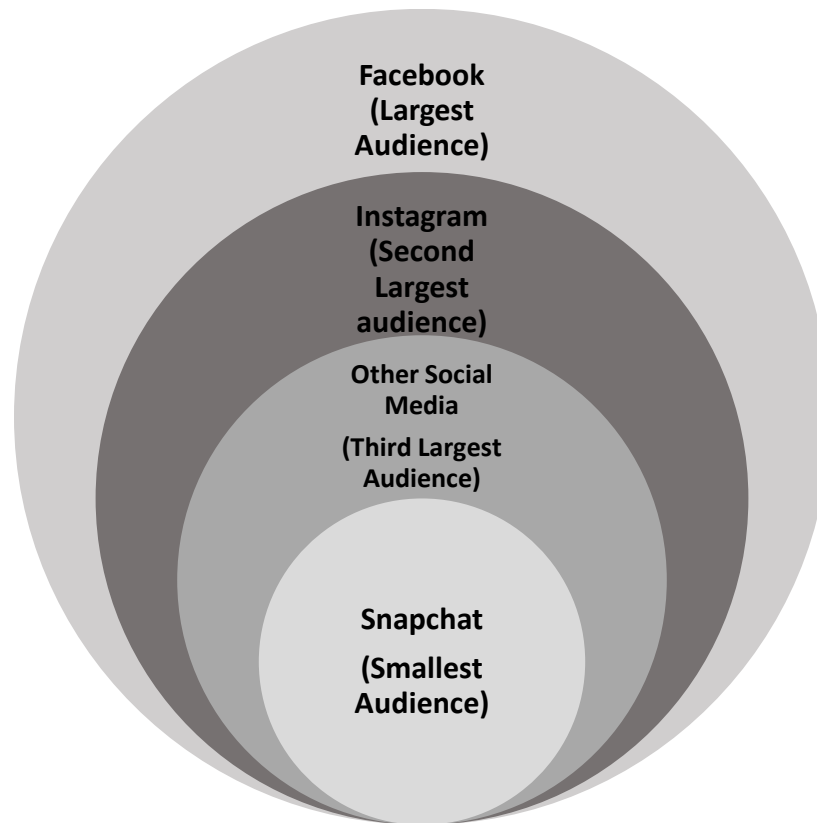 Facebook
(Largest
Audience)
Instagram
(Second
Largest
audience)
Other Social
Media
(Third Largest
Audience)
Snapchat
(Smallest
Audience)